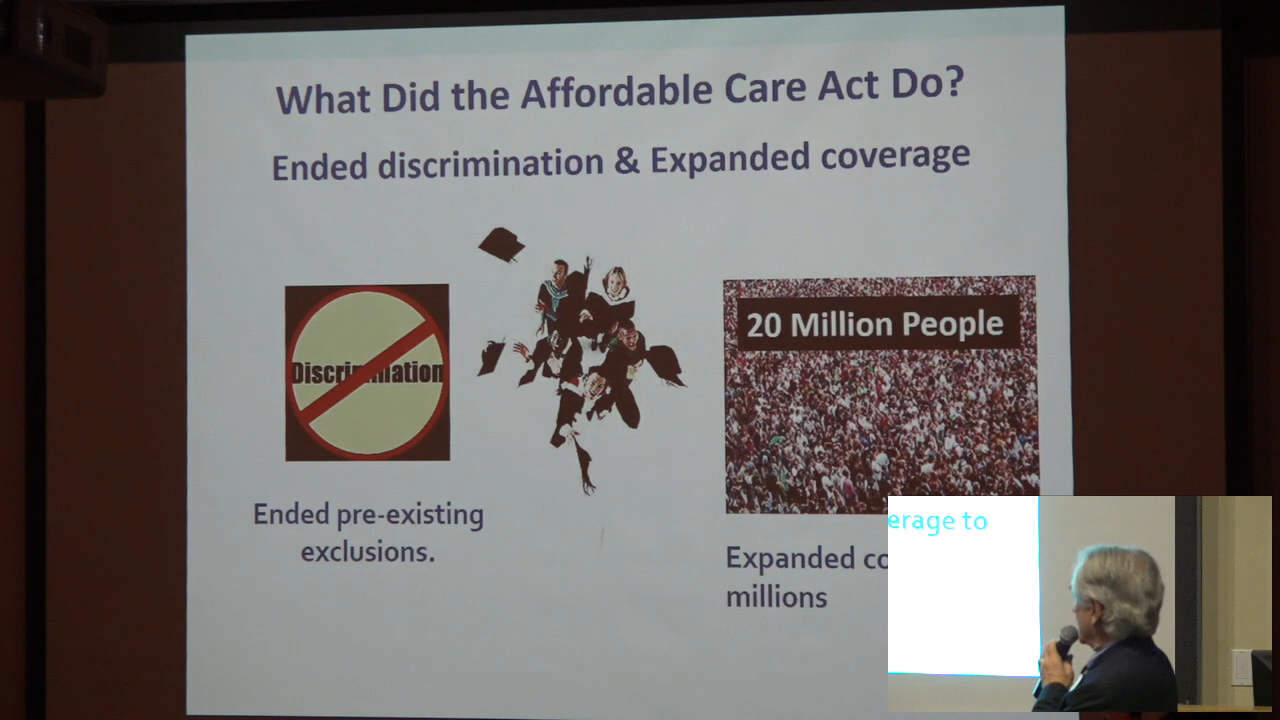 What Did the Affordable Care Act Do?
Ended discrimination & Expanded coverage
Discrimination
20 Million People
Ended pre-existing
exclusions.
Expanded co
millions
erage to